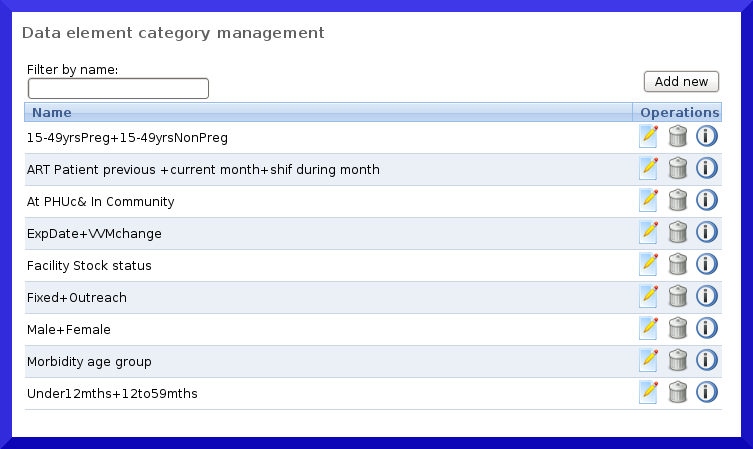 Data element category management
Filter by name:
Add new
Name Operations
15-49yrsPreg+15-49yrsNonPreg
ART Patient previous +current month+shif during month
At PHUc& In Community
ExpDate+VVMchange
Facility Stock status
Fixed+Outreach
Male+Female
Morbidity age group
Under12mths+12to59mths